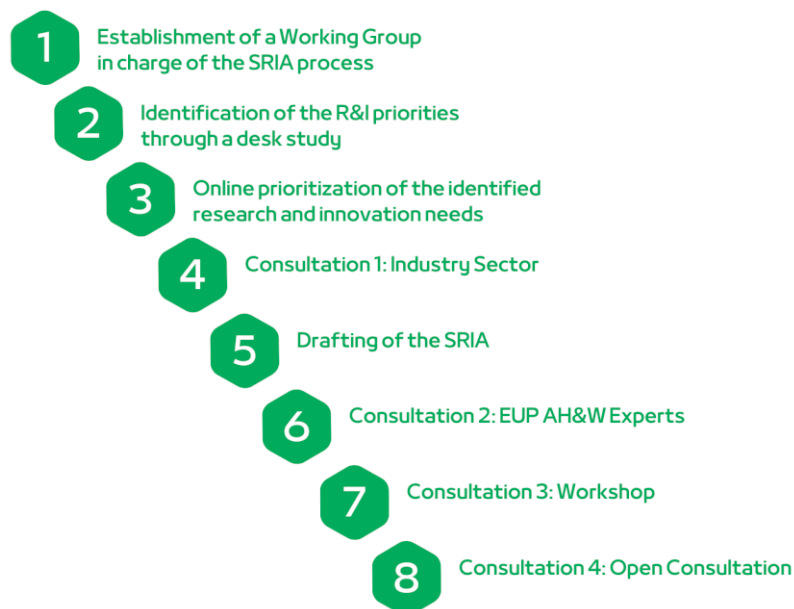 1
Establishment of a Working Group
in charge of the SRIA process
2
Identification of the R&I priorities
through a desk study
3
Online prioritization of the identified
research and innovation needs
4
Consultation 1: Industry Sector
5
Drafting of the SRIA
6
Consultation 2: EUP AH&W Experts
7
Consultation 3: Workshop
8
Consultation 4: Open Consultation